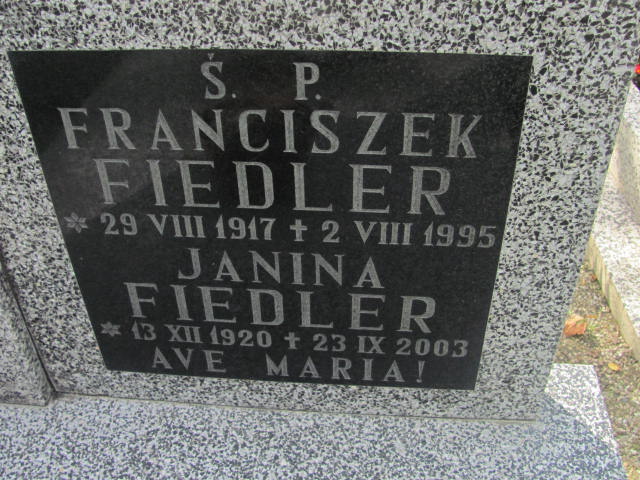 Ś. P.
FRANCISZEK
FIEDLER
* 29 VIII 1917 ✝ 2 VIII 1995
JANINA
FIEDLER
* 13 XII 1920 ✝ 23 IX 2003
AVE MARIA!